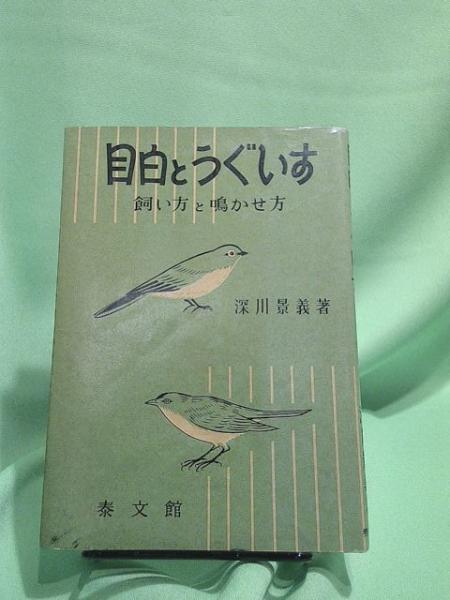 目白とうぐいす
飼い方と鳴かせ方
深川景義著
泰文館